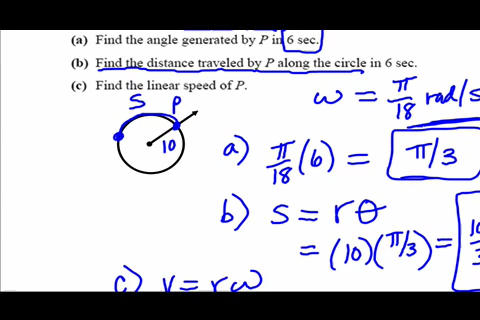 (a) Find the angle generated by P in 6 sec.
(b) Find the distance traveled by P along the circle in 6 sec.
(c) Find the linear speed of P.
S P
10
ω = π/18 rad/s
a) π/18 (6) = π/3
b) S = rθ
= (10)(π/3) = 10
c) v = rω